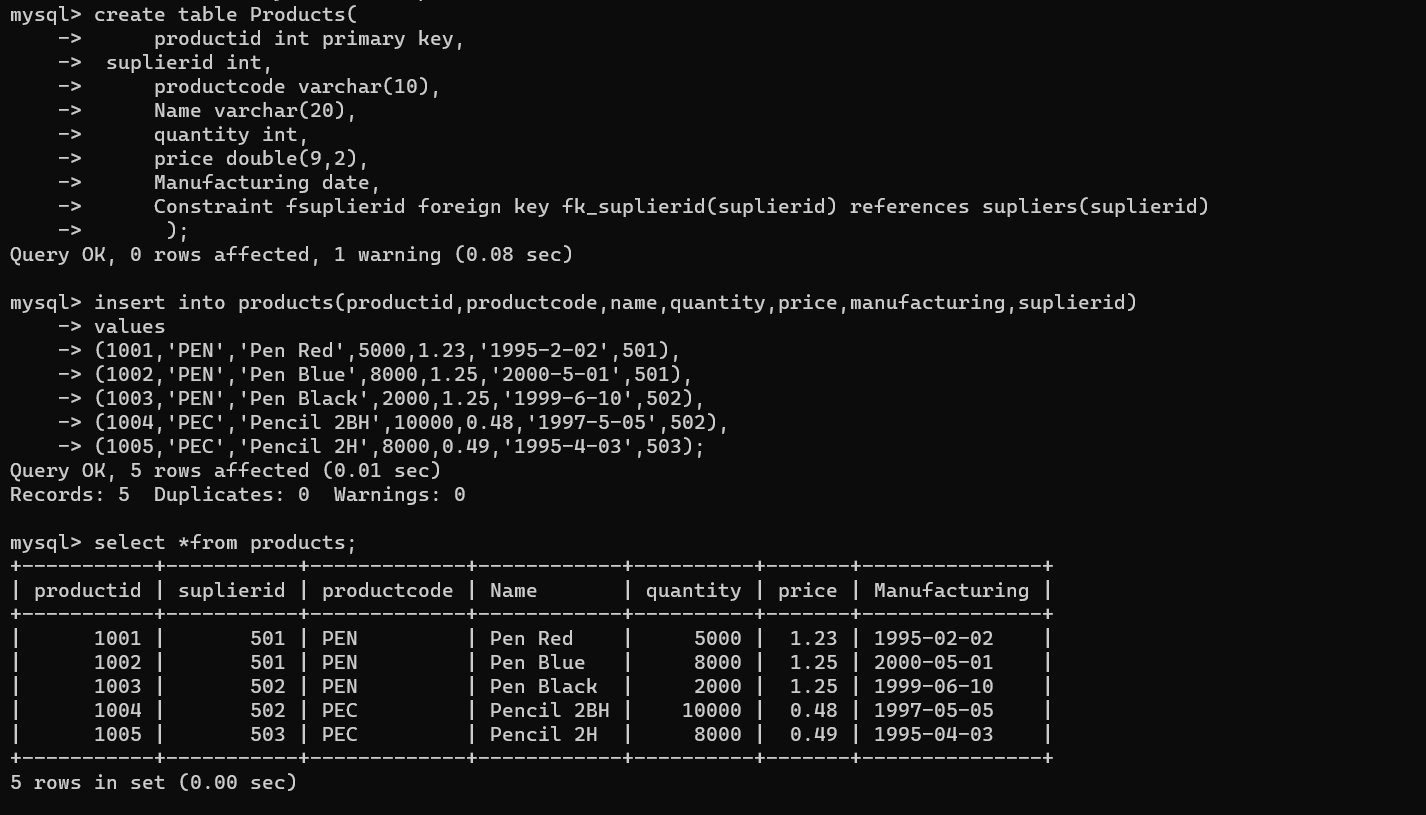 mysql> create table Products(
    ->      productid int primary key,
    ->  suplierid int,
    ->      productcode varchar(10),
    ->      Name varchar(20),
    ->      quantity int,
    ->      price double(9,2),
    ->      Manufacturing date,
    ->      Constraint fsuplierid foreign key fk_suplierid(suplierid) references supliers(suplierid)
    ->       );
Query OK, 0 rows affected, 1 warning (0.08 sec)

mysql> insert into products(productid,productcode,name,quantity,price,manufacturing,suplierid)
    -> values
    -> (1001,'PEN','Pen Red',5000,1.23,'1995-2-02',501),
    -> (1002,'PEN','Pen Blue',8000,1.25,'2000-5-01',501),
    -> (1003,'PEN','Pen Black',2000,1.25,'1999-6-10',502),
    -> (1004,'PEC','Pencil 2BH',10000,0.48,'1997-5-05',502),
    -> (1005,'PEC','Pencil 2H',8000,0.49,'1995-4-03',503);
Query OK, 5 rows affected (0.01 sec)
Records: 5  Duplicates: 0  Warnings: 0

mysql> select *from products;
+-----------+-----------+-------------+------------+----------+-------+---------------+
| productid | suplierid | productcode | Name       | quantity | price | Manufacturing |
+-----------+-----------+-------------+------------+----------+-------+---------------+
|      1001 |       501 | PEN         | Pen Red    |     5000 |  1.23 | 1995-02-02    |
|      1002 |       501 | PEN         | Pen Blue   |     8000 |  1.25 | 2000-05-01    |
|      1003 |       502 | PEN         | Pen Black  |     2000 |  1.25 | 1999-06-10    |
|      1004 |       502 | PEC         | Pencil 2BH |    10000 |  0.48 | 1997-05-05    |
|      1005 |       503 | PEC         | Pencil 2H  |     8000 |  0.49 | 1995-04-03    |
+-----------+-----------+-------------+------------+----------+-------+---------------+
5 rows in set (0.00 sec)